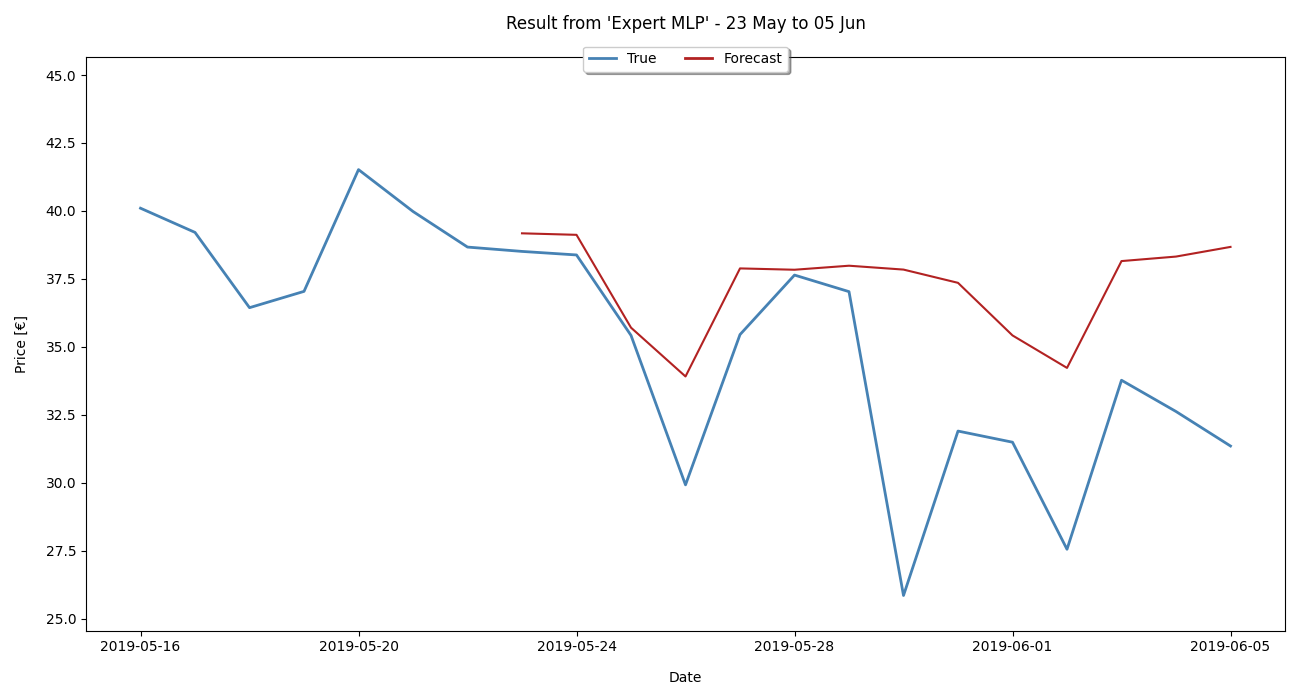 Result from 'Expert MLP' - 23 May to 05 Jun
True Forecast
45.0
42.5
40.0
37.5
35.0
32.5
30.0
27.5
25.0
Price [€]
2019-05-16 2019-05-20 2019-05-24 2019-05-28 2019-06-01 2019-06-05
Date